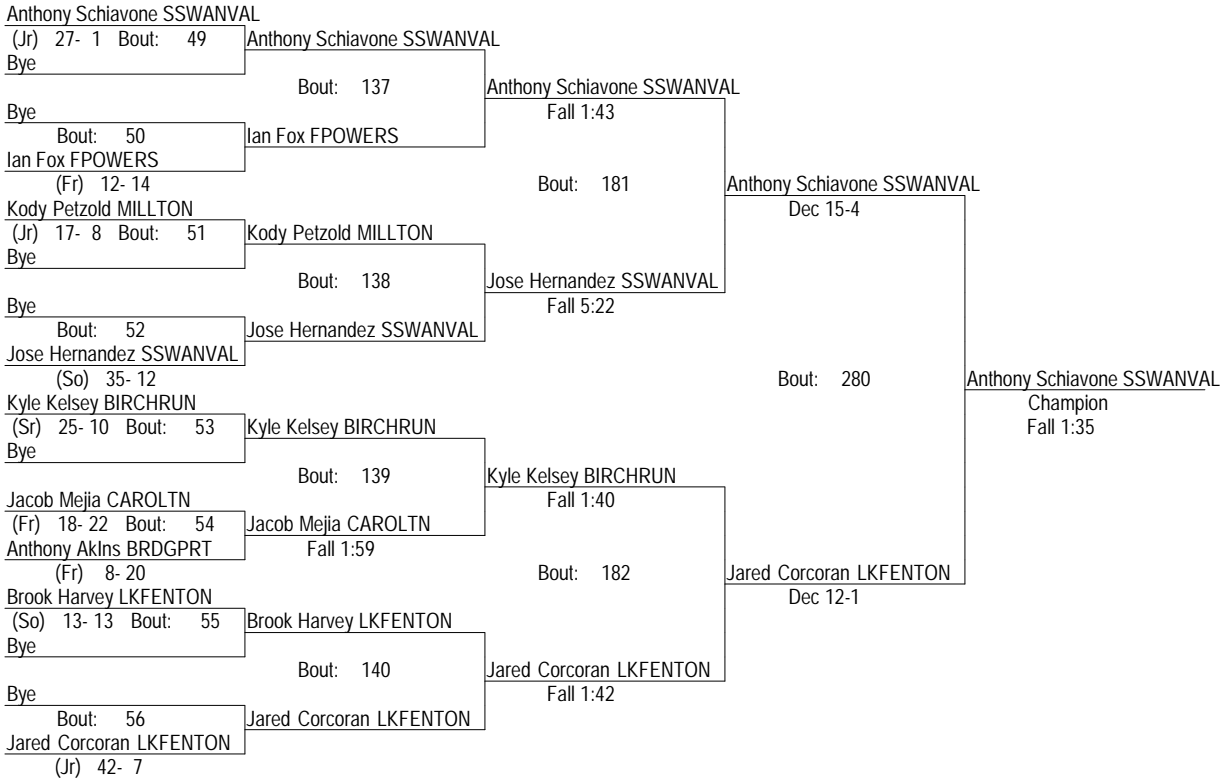 Anthony Schiavone SSWANVAL
(Jr) 27- 1 Bout: 49 Anthony Schiavone SSWANVAL
Bye
Bout: 137 Anthony Schiavone SSWANVAL
Bye Fall 1:43
Bout: 50 Ian Fox FPOWERS
Ian Fox FPOWERS
(Fr) 12- 14 Bout: 181 Anthony Schiavone SSWANVAL
Kody Petzold MILLTON Dec 15-4
(Jr) 17- 8 Bout: 51 Kody Petzold MILLTON
Bye
Bout: 138 Jose Hernandez SSWANVAL
Bye Fall 5:22
Bout: 52 Jose Hernandez SSWANVAL
Jose Hernandez SSWANVAL
(So) 35- 12 Bout: 280 Anthony Schiavone SSWANVAL
Kyle Kelsey BIRCHRUN Champion
(Sr) 25- 10 Bout: 53 Kyle Kelsey BIRCHRUN Fall 1:35
Bye
Bout: 139 Kyle Kelsey BIRCHRUN
Jacob Mejia CAROLTN Fall 1:40
(Fr) 18- 22 Bout: 54 Jacob Mejia CAROLTN
Anthony AkIns BRDGPRT Fall 1:59
(Fr) 8- 20 Bout: 182 Jared Corcoran LKFENTON
Brook Harvey LKFENTON Dec 12-1
(So) 13- 13 Bout: 55 Brook Harvey LKFENTON
Bye
Bout: 140 Jared Corcoran LKFENTON
Bye Fall 1:42
Bout: 56 Jared Corcoran LKFENTON
Jared Corcoran LKFENTON
(Jr) 42- 7